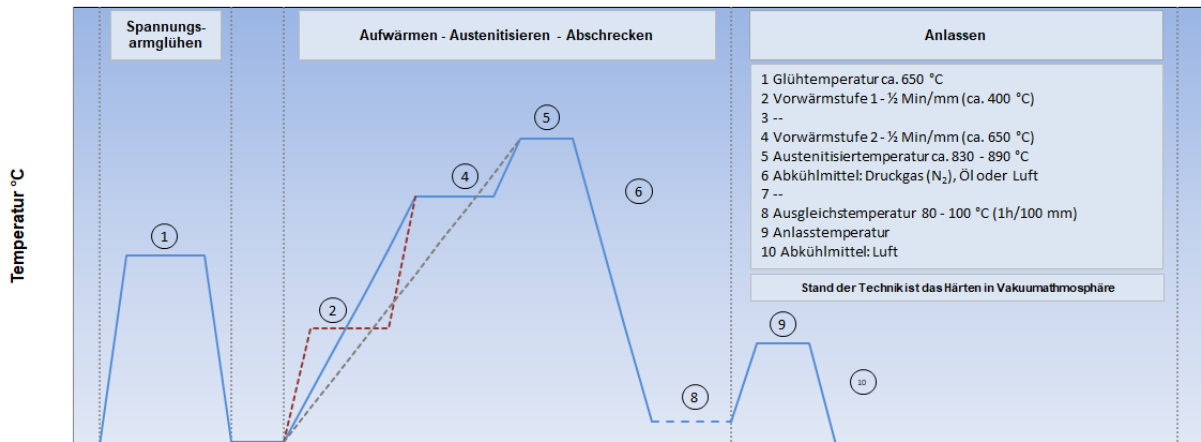 Spannungs-
armglühen
Aufwärmen - Austenitisieren - Abschrecken
Anlassen
1 Glühtemperatur ca. 650 °C
2 Vorwärmstufe 1 - ½ Min/mm (ca. 400 °C)
3 --
4 Vorwärmstufe 2 - ½ Min/mm (ca. 650 °C)
5 Austenitisiertemperatur ca. 830 - 890 °C
6 Abkühlmittel: Druckgas (N₂), Öl oder Luft
7 --
8 Ausgleichstemperatur 80 - 100 °C (1h/100 mm)
9 Anlasstemperatur
10 Abkühlmittel: Luft
Stand der Technik ist das Härten in Vakuumathmosphäre
Temperatur °C
1
2
4
5
6
8
9
10